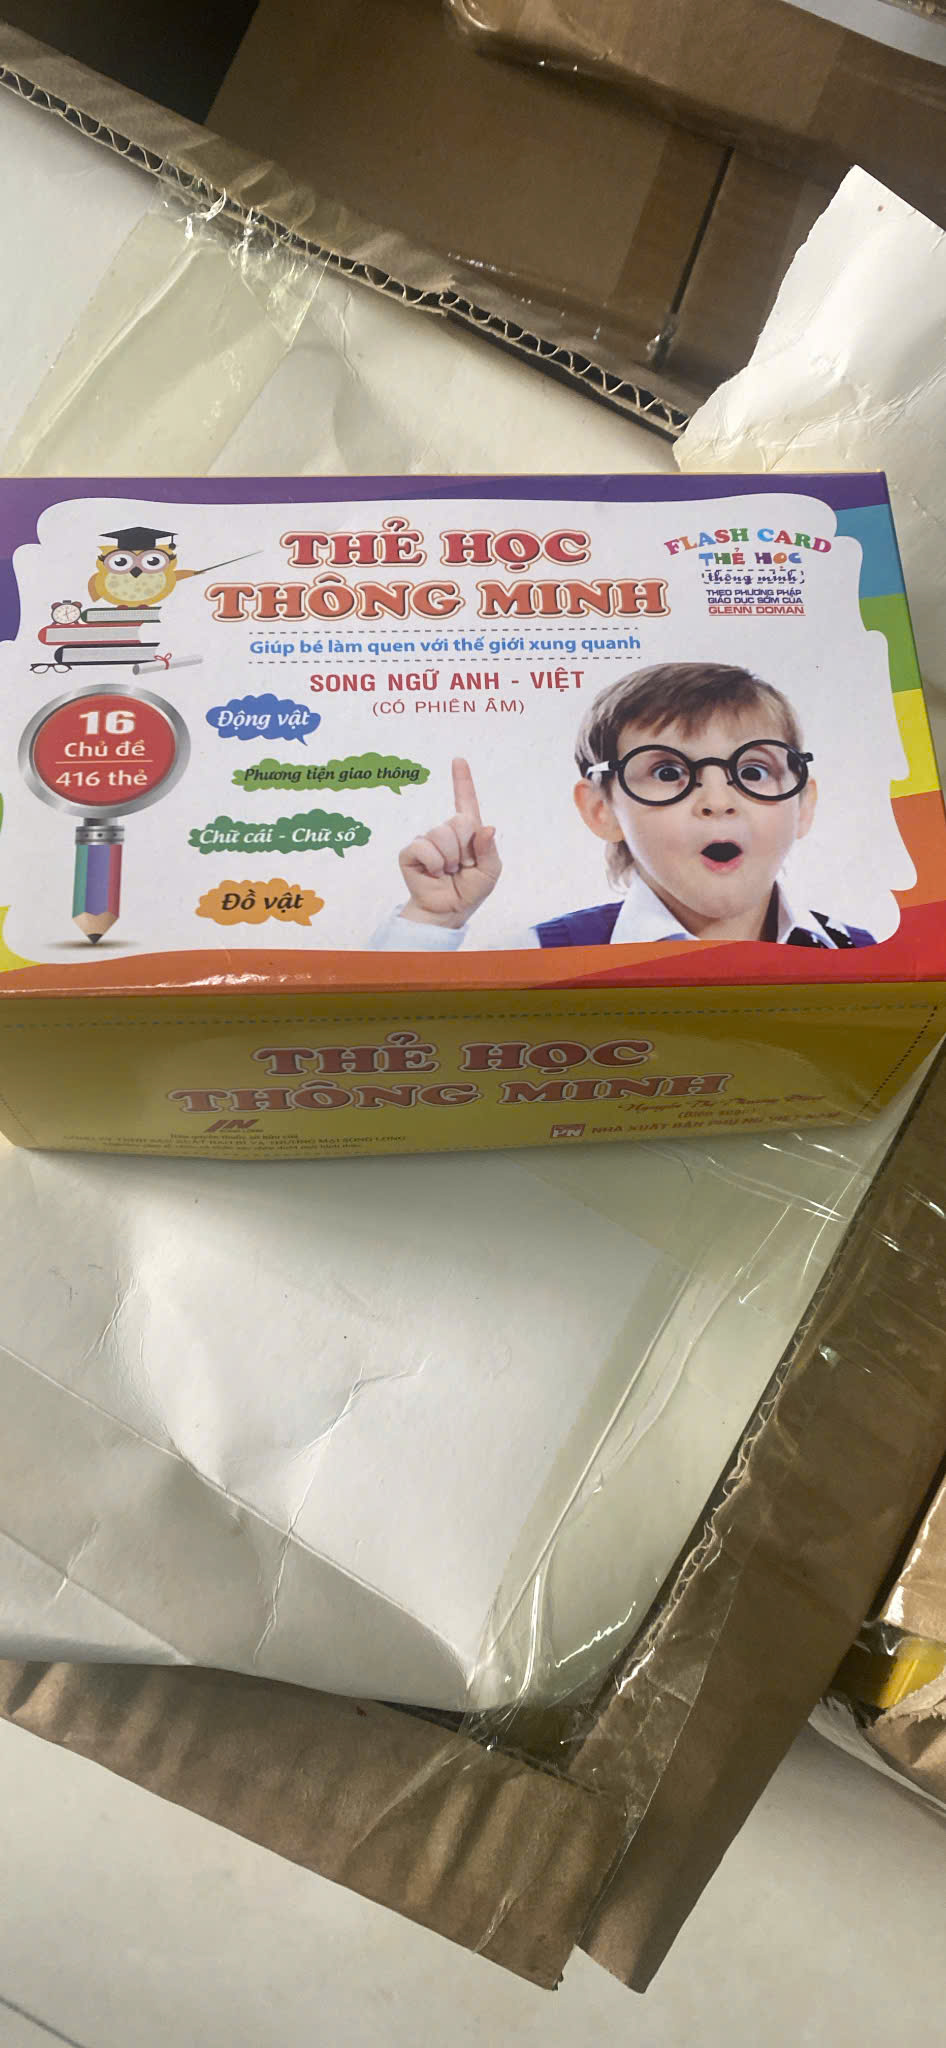 THẺ HỌC
THÔNG MINH
FLASH CARD
THẺ HỌC
thông minh
THEO PHƯƠNG PHÁP
GIÁO DỤC SỚM CỦA
GLENN DOMAN
Giúp bé làm quen với thế giới xung quanh
SONG NGỮ ANH - VIỆT
(CÓ PHIÊN ÂM)
16
Chủ đề
416 thẻ
Động vật
Phương tiện giao thông
Chữ cái - Chữ số
Đồ vật
THẺ HỌC
THÔNG MINH
(Biên soạn)
NHÀ XUẤT BẢN PHỤ NỮ VIỆT NAM